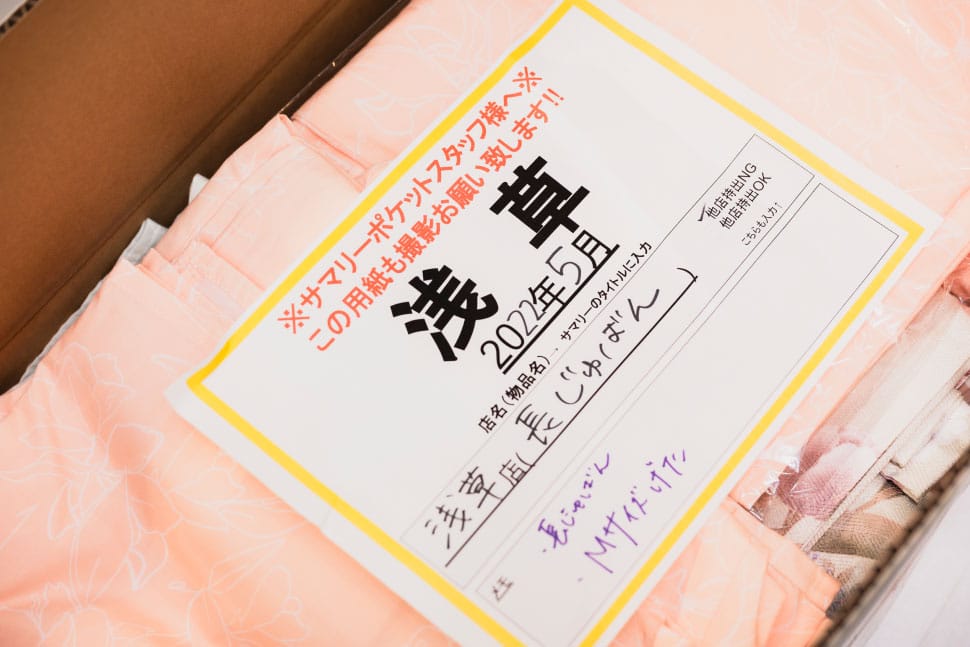 ※サマリーポケットスタッフ様へ※
この用紙も撮影お願い致します!!
浅草
2022年5月
店名(物品名)→サマリーのタイトルに入力
浅草店(長じゅばん)
他店持出NG
他店持出OK
こちらも入力↑
メモ
・長じゅばん
・Mサイズげた